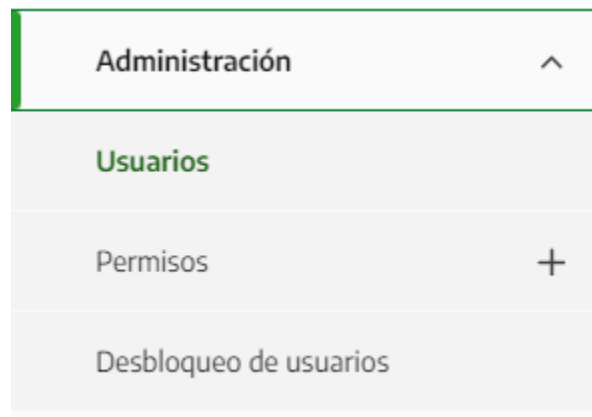 Administración
Usuarios
Permisos
Desbloqueo de usuarios